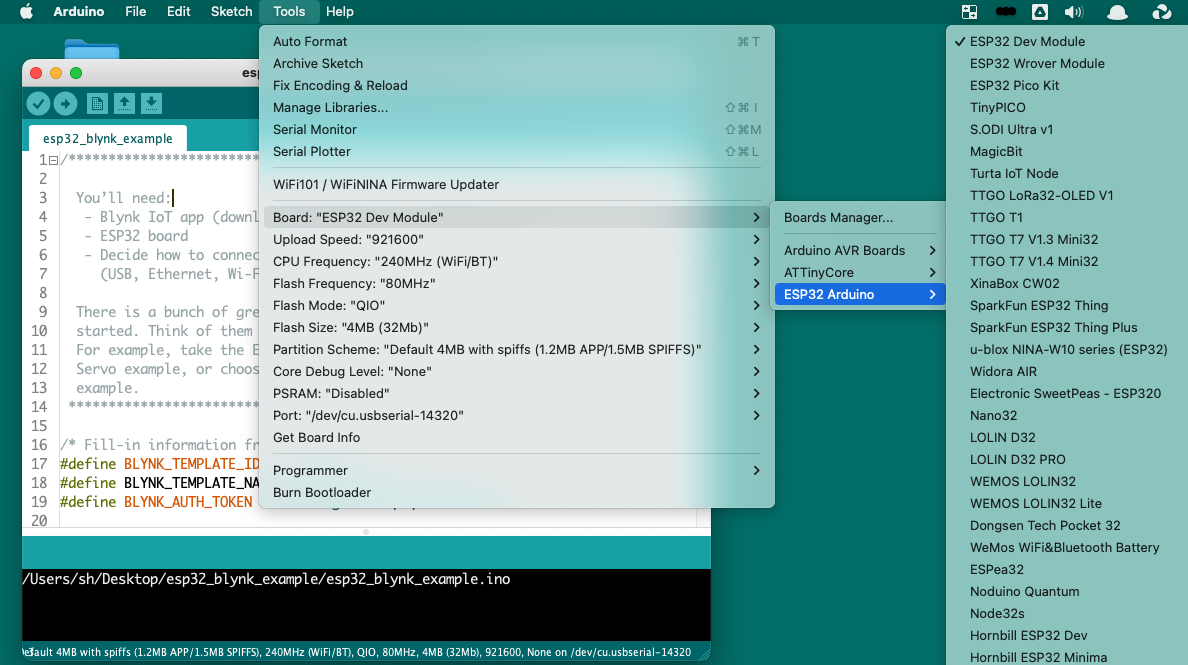 Arduino File Edit Sketch Tools Help
esp32_blynk_example
1 /*************************
2
3 You’ll need:
4 - Blynk IoT app (downl
5 - ESP32 board
6 - Decide how to connec
7 (USB, Ethernet, Wi-F
8
9 There is a bunch of gre
10 started. Think of them
11 For example, take the E
12 Servo example, or choos
13 example.
14 *************************
15
16 /* Fill-in information fr
17 #define BLYNK_TEMPLATE_ID
18 #define BLYNK_TEMPLATE_NA
19 #define BLYNK_AUTH_TOKEN
20
/Users/sh/Desktop/esp32_blynk_example/esp32_blynk_example.ino
fault 4MB with spiffs (1.2MB APP/1.5MB SPIFFS), 240MHz (WiFi/BT), QIO, 80MHz, 4MB (32Mb), 921600, None on /dev/cu.usbserial-14320
Auto Format ⌘ T
Archive Sketch
Fix Encoding & Reload
Manage Libraries... ⇧⌘ I
Serial Monitor ⇧⌘M
Serial Plotter ⇧⌘ L
WiFi101 / WiFiNINA Firmware Updater
Board: "ESP32 Dev Module"
Upload Speed: "921600"
CPU Frequency: "240MHz (WiFi/BT)"
Flash Frequency: "80MHz"
Flash Mode: "QIO"
Flash Size: "4MB (32Mb)"
Partition Scheme: "Default 4MB with spiffs (1.2MB APP/1.5MB SPIFFS)"
Core Debug Level: "None"
PSRAM: "Disabled"
Port: "/dev/cu.usbserial-14320"
Get Board Info
Programmer
Burn Bootloader
Boards Manager...
Arduino AVR Boards
ATTinyCore
ESP32 Arduino
✓ ESP32 Dev Module
ESP32 Wrover Module
ESP32 Pico Kit
TinyPICO
S.ODI Ultra v1
MagicBit
Turta IoT Node
TTGO LoRa32-OLED V1
TTGO T1
TTGO T7 V1.3 Mini32
TTGO T7 V1.4 Mini32
XinaBox CW02
SparkFun ESP32 Thing
SparkFun ESP32 Thing Plus
u-blox NINA-W10 series (ESP32)
Widora AIR
Electronic SweetPeas - ESP320
Nano32
LOLIN D32
LOLIN D32 PRO
WEMOS LOLIN32
WEMOS LOLIN32 Lite
Dongsen Tech Pocket 32
WeMos WiFi&Bluetooth Battery
ESPea32
Noduino Quantum
Node32s
Hornbill ESP32 Dev
Hornbill ESP32 Minima